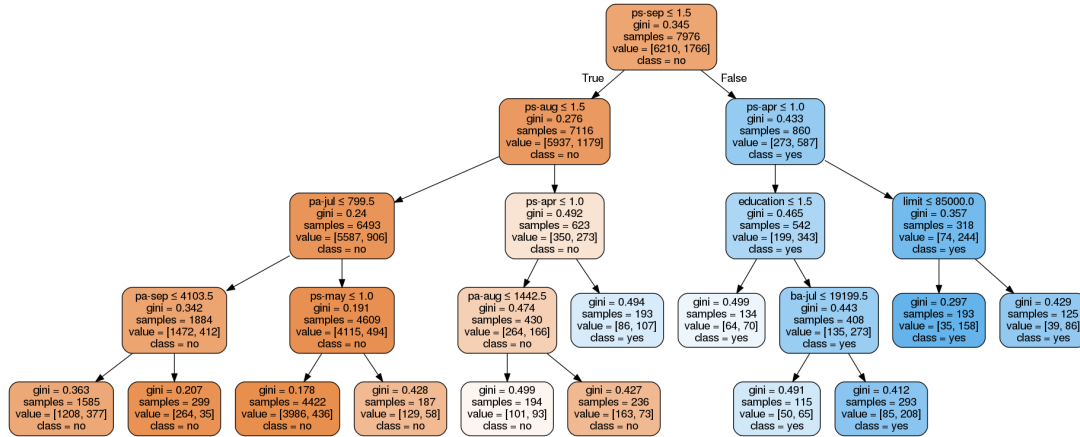 ps-sep ≤ 1.5
gini = 0.345
samples = 7976
value = [6210, 1766]
class = no
True
False
ps-aug ≤ 1.5
gini = 0.276
samples = 7116
value = [5937, 1179]
class = no
ps-apr ≤ 1.0
gini = 0.433
samples = 860
value = [273, 587]
class = yes
pa-jul ≤ 799.5
gini = 0.24
samples = 6493
value = [5587, 906]
class = no
ps-apr ≤ 1.0
gini = 0.492
samples = 623
value = [350, 273]
class = no
education ≤ 1.5
gini = 0.465
samples = 542
value = [199, 343]
class = yes
limit ≤ 85000.0
gini = 0.357
samples = 318
value = [74, 244]
class = yes
pa-sep ≤ 4103.5
gini = 0.342
samples = 1884
value = [1472, 412]
class = no
ps-may ≤ 1.0
gini = 0.191
samples = 4609
value = [4115, 494]
class = no
pa-aug ≤ 1442.5
gini = 0.474
samples = 430
value = [264, 166]
class = no
gini = 0.494
samples = 193
value = [86, 107]
class = yes
gini = 0.499
samples = 134
value = [64, 70]
class = yes
ba-jul ≤ 19199.5
gini = 0.443
samples = 408
value = [135, 273]
class = yes
gini = 0.297
samples = 193
value = [35, 158]
class = yes
gini = 0.429
samples = 125
value = [39, 86]
class = yes
gini = 0.363
samples = 1585
value = [1208, 377]
class = no
gini = 0.207
samples = 299
value = [264, 35]
class = no
gini = 0.178
samples = 4422
value = [3986, 436]
class = no
gini = 0.428
samples = 187
value = [129, 58]
class = no
gini = 0.499
samples = 194
value = [101, 93]
class = no
gini = 0.427
samples = 236
value = [163, 73]
class = no
gini = 0.491
samples = 115
value = [50, 65]
class = yes
gini = 0.412
samples = 293
value = [85, 208]
class = yes